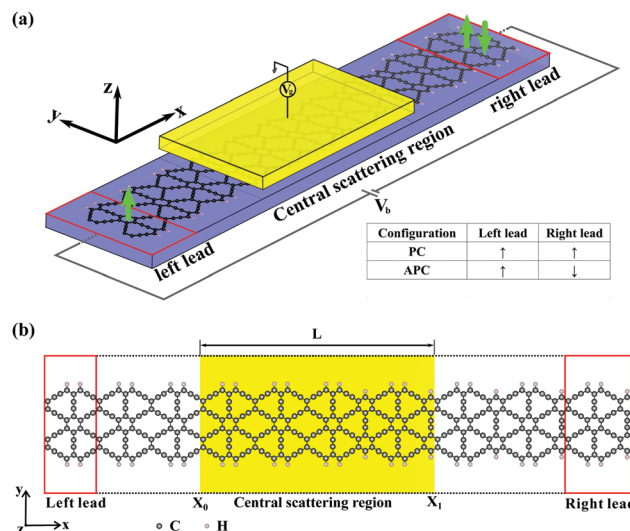 (a)
z
y
x
Vg
right lead
Central scattering region
left lead
Vb
Configuration Left lead Right lead
PC ↑ ↑
APC ↑ ↓
(b)
L
y
z x
Left lead X0 Central scattering region X1 Right lead
C H